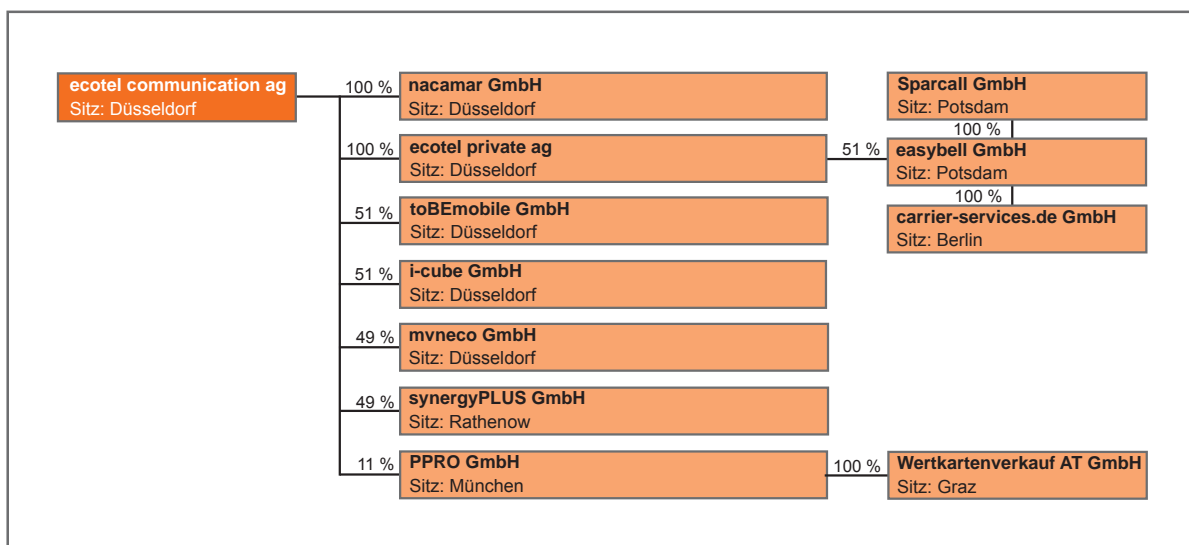 ecotel communication ag
Sitz: Düsseldorf
100 %
nacamar GmbH
Sitz: Düsseldorf
100 %
ecotel private ag
Sitz: Düsseldorf
51 %
toBEmobile GmbH
Sitz: Düsseldorf
51 %
i-cube GmbH
Sitz: Düsseldorf
49 %
mvneco GmbH
Sitz: Düsseldorf
49 %
synergyPLUS GmbH
Sitz: Rathenow
11 %
PPRO GmbH
Sitz: München
Sparcall GmbH
Sitz: Potsdam
100 %
51 %
easybell GmbH
Sitz: Potsdam
100 %
carrier-services.de GmbH
Sitz: Berlin
100 %
Wertkartenverkauf AT GmbH
Sitz: Graz